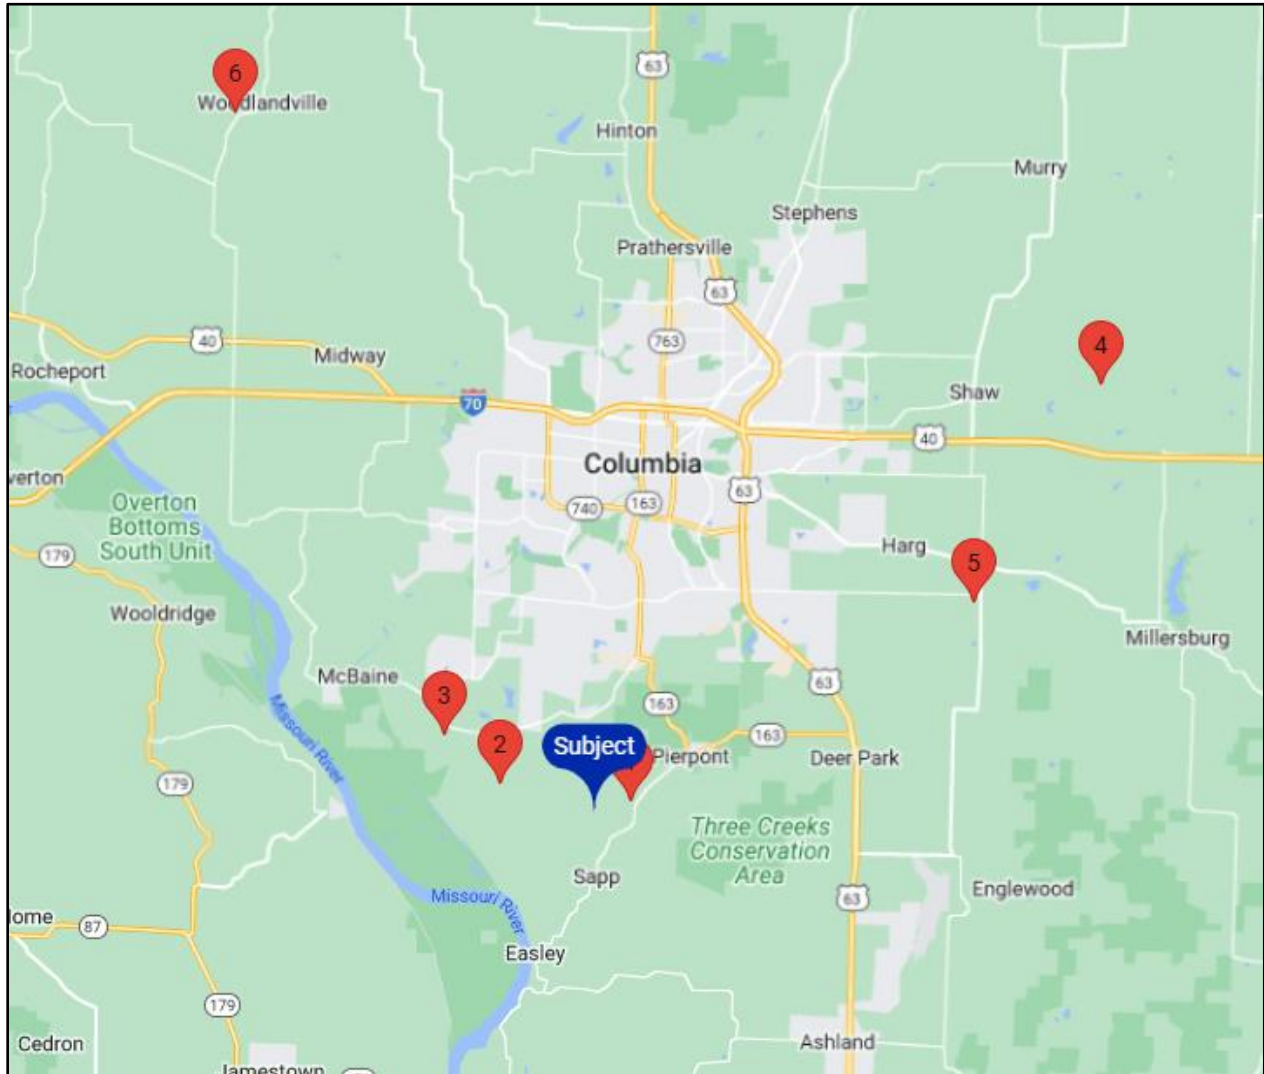 6
Woodlandville
63
Hinton
Murry
Stephens
Prathersville
63
40
763
4
Midway
Rocheport
Shaw
70
40
Columbia
verton
63
Overton
Bottoms
South Unit
740
163
Harg
5
179
Wooldridge
Millersburg
McBaine
63
3
163
Missouri River
2
Subject
163
Pierpont
Deer Park
179
Three Creeks
Conservation
Area
Sapp
Englewood
Missouri River
63
lome
87
Easley
179
Cedron
Ashland
Jamestown